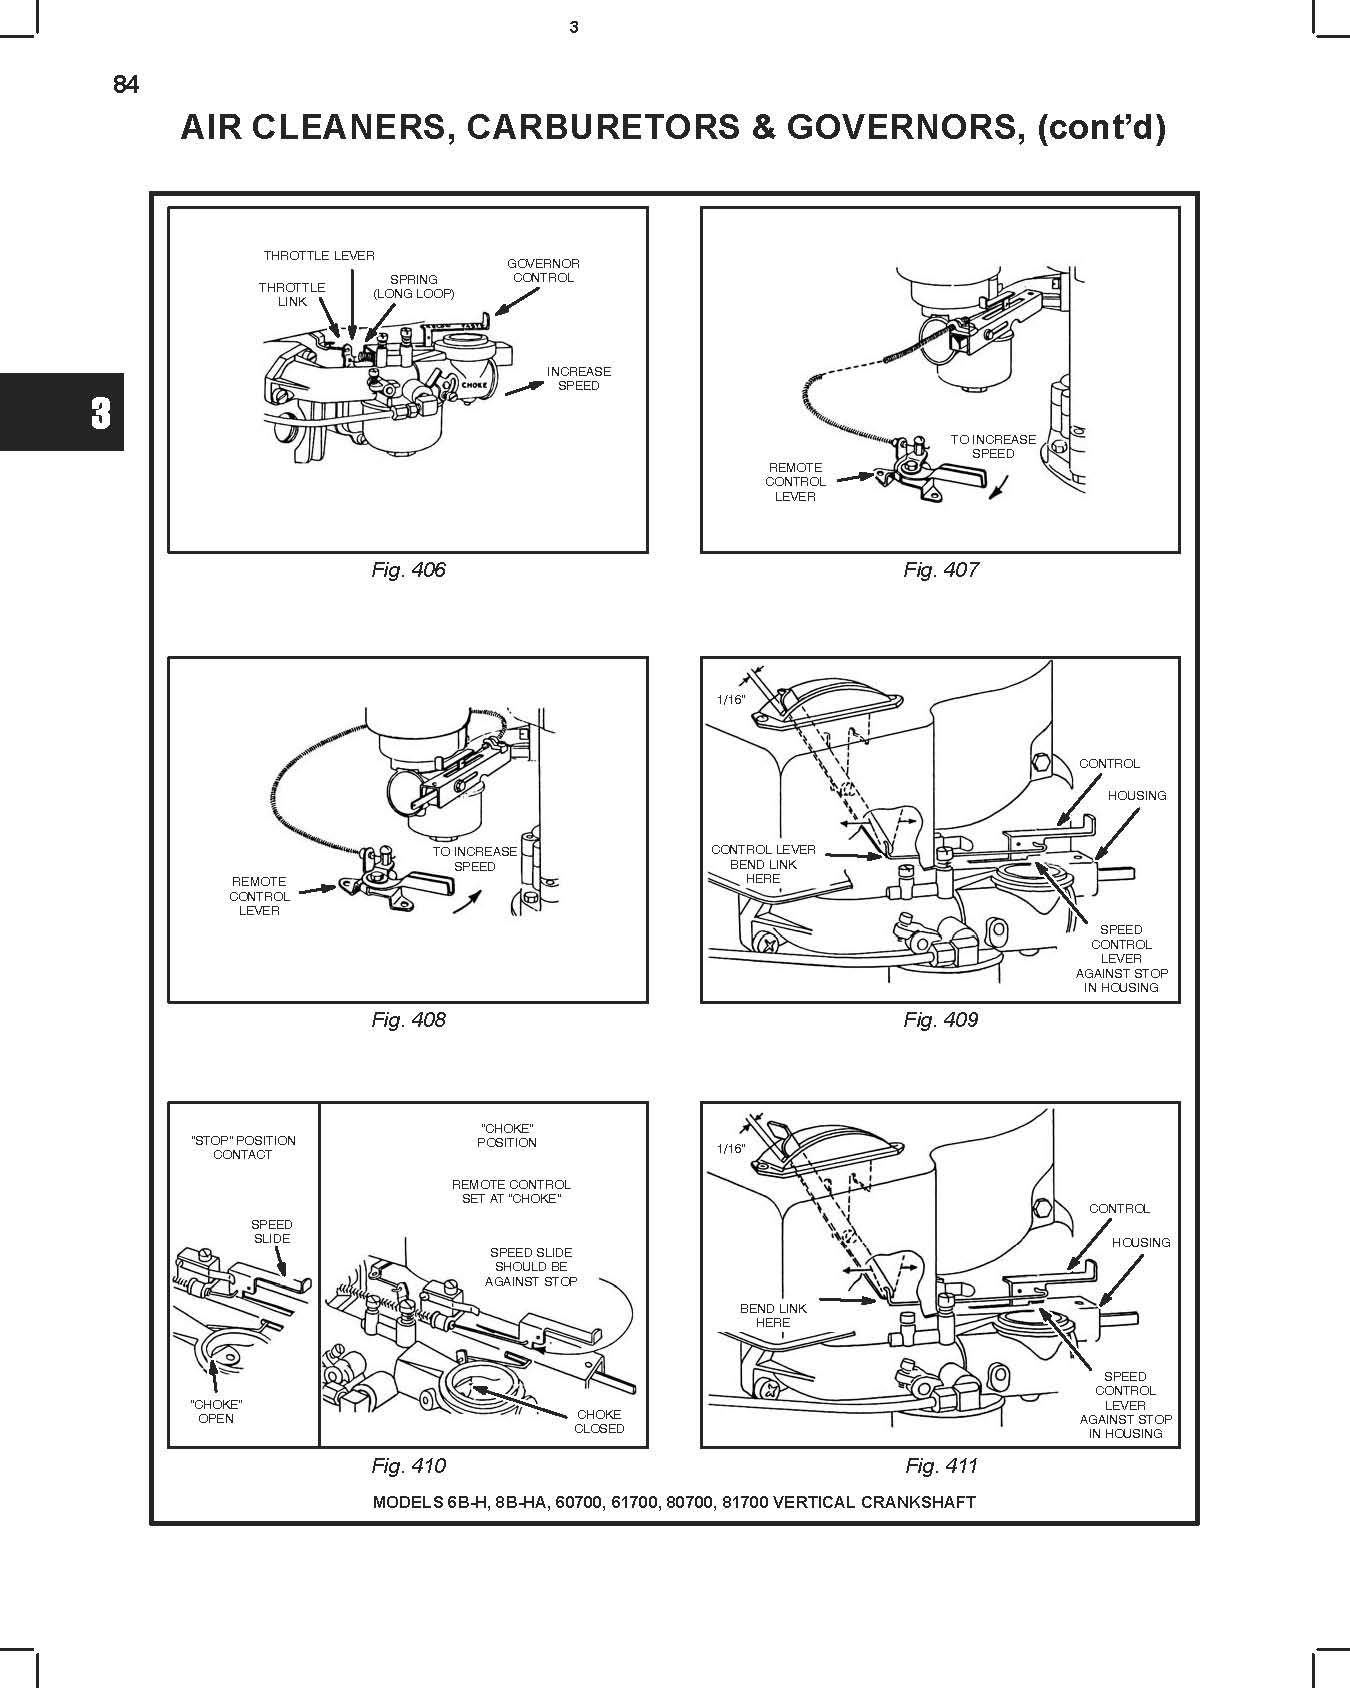 3
84
AIR CLEANERS, CARBURETORS & GOVERNORS, (cont’d)
3
THROTTLE LEVER
THROTTLE
LINK
SPRING
(LONG LOOP)
GOVERNOR
CONTROL
SLOW FAST
CHOKE
INCREASE
SPEED
Fig. 406
TO INCREASE
SPEED
REMOTE
CONTROL
LEVER
Fig. 407
TO INCREASE
SPEED
REMOTE
CONTROL
LEVER
Fig. 408
1/16"
CONTROL
HOUSING
CONTROL LEVER
BEND LINK
HERE
SPEED
CONTROL
LEVER
AGAINST STOP
IN HOUSING
Fig. 409
"STOP" POSITION
CONTACT
SPEED
SLIDE
"CHOKE"
OPEN
"CHOKE"
POSITION
REMOTE CONTROL
SET AT "CHOKE"
SPEED SLIDE
SHOULD BE
AGAINST STOP
CHOKE
CLOSED
Fig. 410
1/16"
CONTROL
HOUSING
BEND LINK
HERE
SPEED
CONTROL
LEVER
AGAINST STOP
IN HOUSING
Fig. 411
MODELS 6B-H, 8B-HA, 60700, 61700, 80700, 81700 VERTICAL CRANKSHAFT